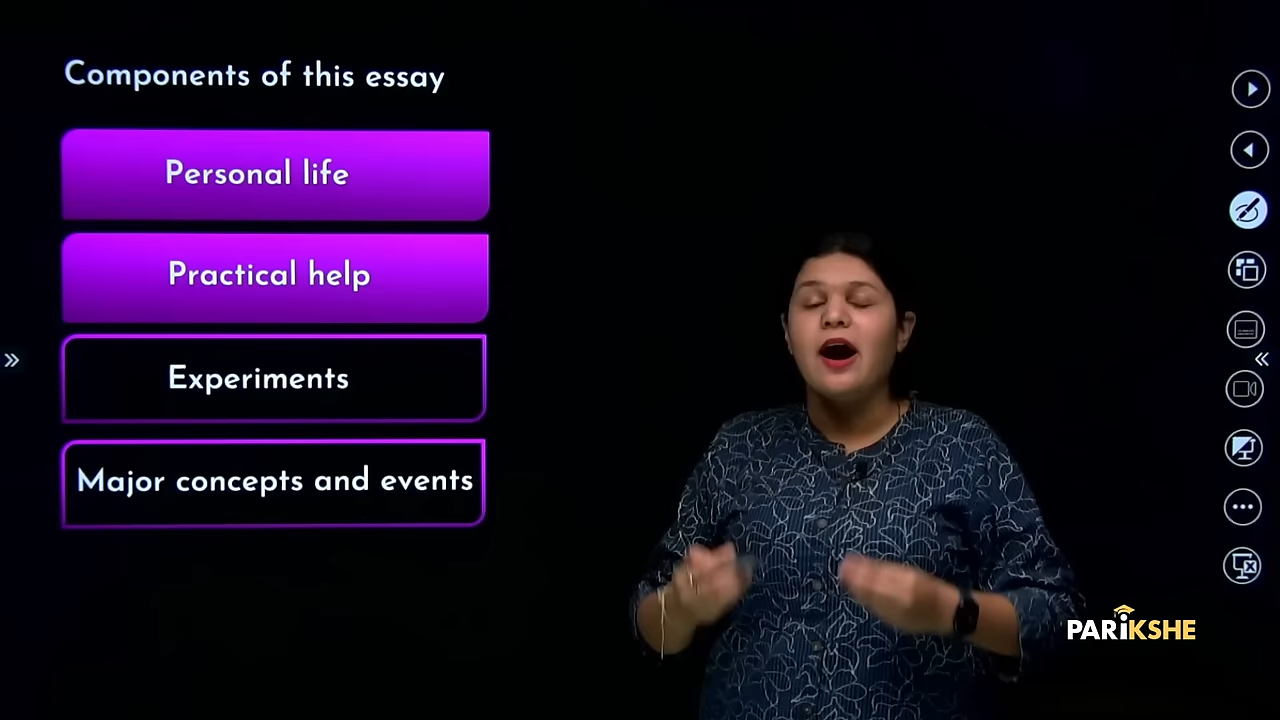 Components of this essay
Personal life
Practical help
Experiments
Major concepts and events
PARIKSHE